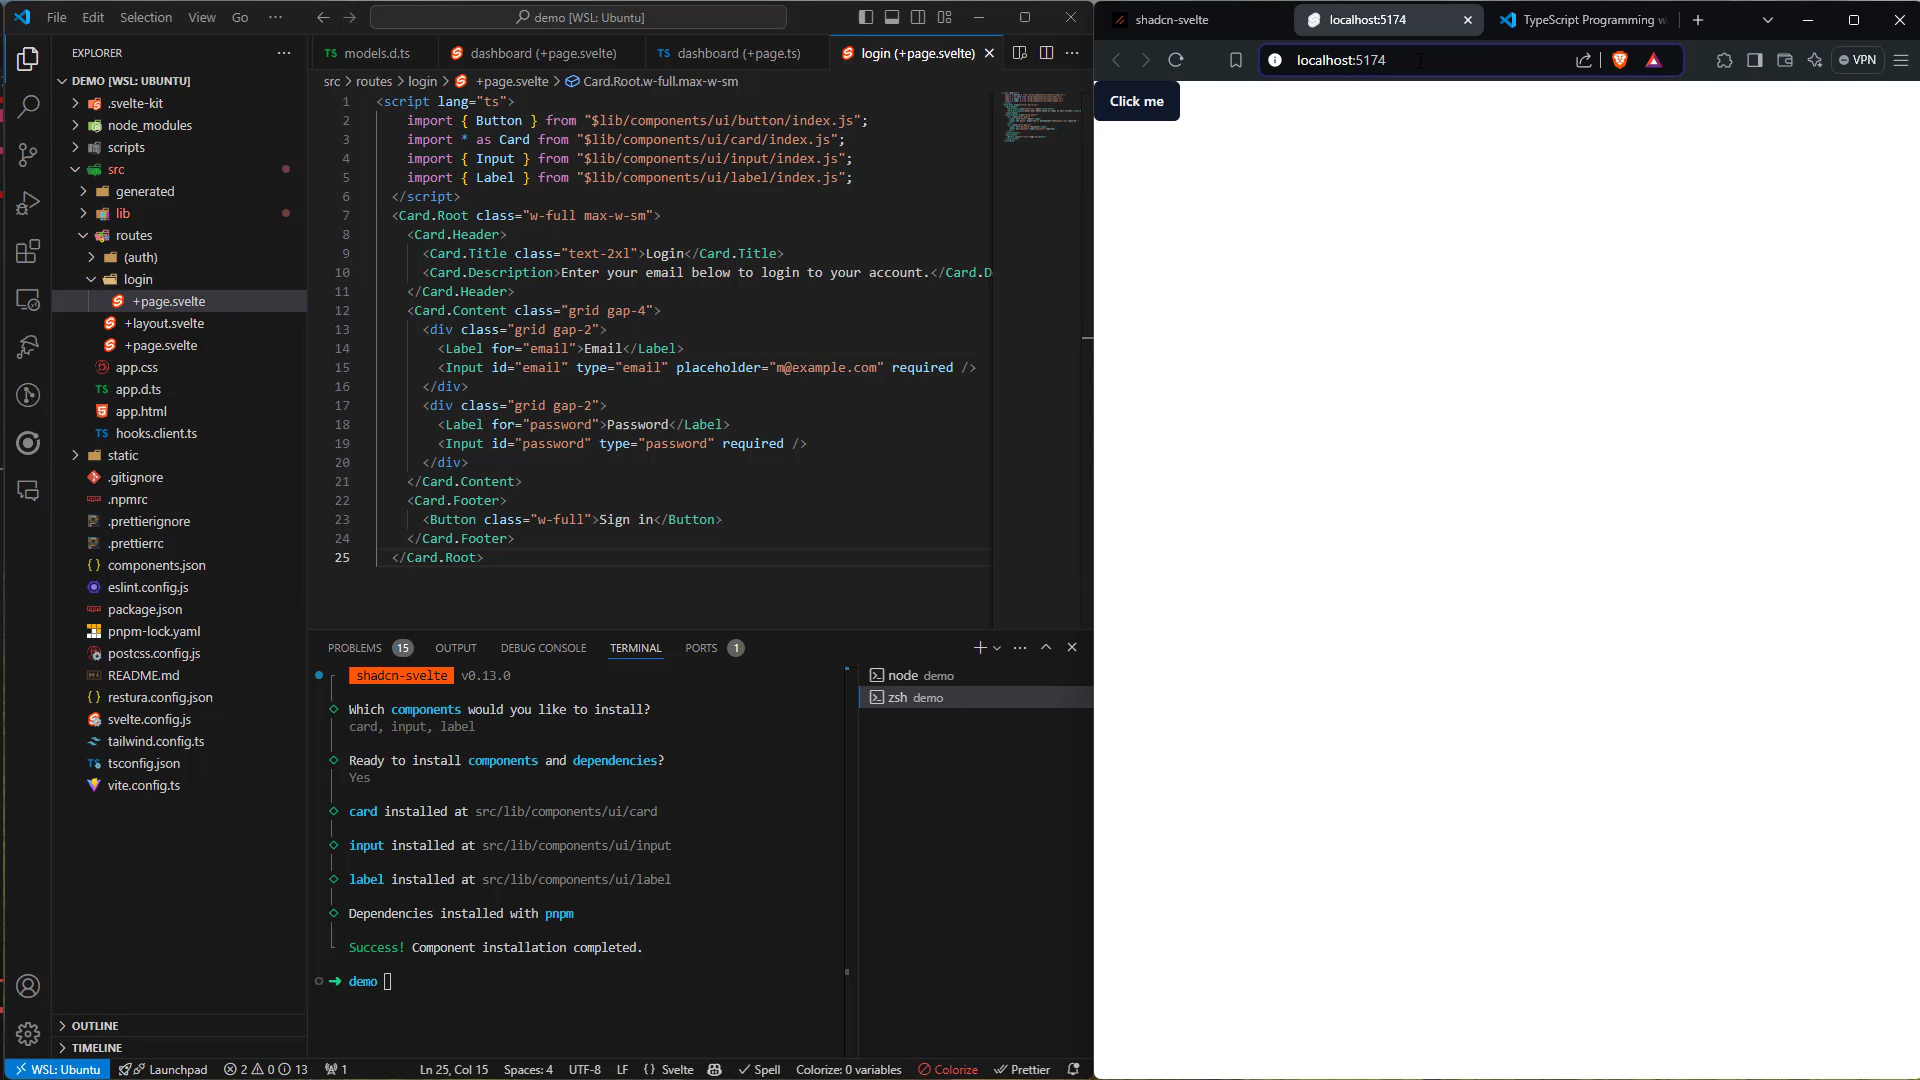 File Edit Selection View Go ···
demo [WSL: Ubuntu]
EXPLORER
DEMO [WSL: UBUNTU]
.svelte-kit
node_modules
scripts
src
generated
lib
routes
(auth)
login
+page.svelte
+layout.svelte
+page.svelte
app.css
TS app.d.ts
app.html
TS hooks.client.ts
static
.gitignore
.npmrc
.prettierignore
.prettierrc
{ } components.json
eslint.config.js
package.json
pnpm-lock.yaml
postcss.config.js
README.md
{ } restura.config.json
svelte.config.js
tailwind.config.ts
tsconfig.json
vite.config.ts
OUTLINE
TIMELINE
TS models.d.ts
dashboard (+page.svelte)
TS dashboard (+page.ts)
login (+page.svelte)
src > routes > login > +page.svelte > Card.Root.w-full.max-w-sm
1 <script lang="ts">
2 import { Button } from "$lib/components/ui/button/index.js";
3 import * as Card from "$lib/components/ui/card/index.js";
4 import { Input } from "$lib/components/ui/input/index.js";
5 import { Label } from "$lib/components/ui/label/index.js";
6 </script>
7 <Card.Root class="w-full max-w-sm">
8 <Card.Header>
9 <Card.Title class="text-2xl">Login</Card.Title>
10 <Card.Description>Enter your email below to login to your account.</Card.D
11 </Card.Header>
12 <Card.Content class="grid gap-4">
13 <div class="grid gap-2">
14 <Label for="email">Email</Label>
15 <Input id="email" type="email" placeholder="m@example.com" required />
16 </div>
17 <div class="grid gap-2">
18 <Label for="password">Password</Label>
19 <Input id="password" type="password" required />
20 </div>
21 </Card.Content>
22 <Card.Footer>
23 <Button class="w-full">Sign in</Button>
24 </Card.Footer>
25 </Card.Root>
PROBLEMS 15 OUTPUT DEBUG CONSOLE TERMINAL PORTS 1
shadcn-svelte v0.13.0
Which components would you like to install?
card, input, label
Ready to install components and dependencies?
Yes
card installed at src/lib/components/ui/card
input installed at src/lib/components/ui/input
label installed at src/lib/components/ui/label
Dependencies installed with pnpm
Success! Component installation completed.
➜ demo
node demo
zsh demo
WSL: Ubuntu Launchpad 2 0 13 1 Ln 25, Col 15 Spaces: 4 UTF-8 LF { } Svelte Spell Colorize: 0 variables Colorize Prettier
shadcn-svelte
localhost:5174
TypeScript Programming w
localhost:5174
VPN
Click me